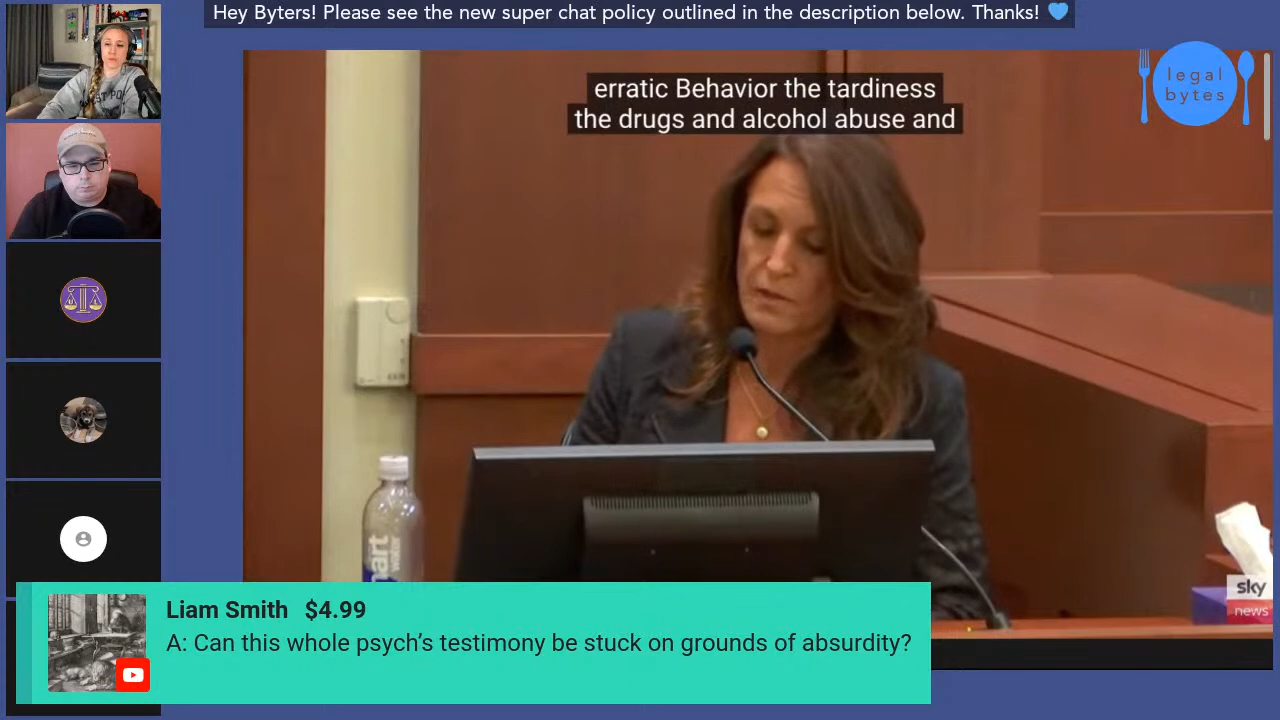 Hey Byters! Please see the new super chat policy outlined in the description below. Thanks! 💙
legal
bytes
erratic Behavior the tardiness
the drugs and alcohol abuse and
Liam Smith $4.99
A: Can this whole psych’s testimony be stuck on grounds of absurdity?
sky
news